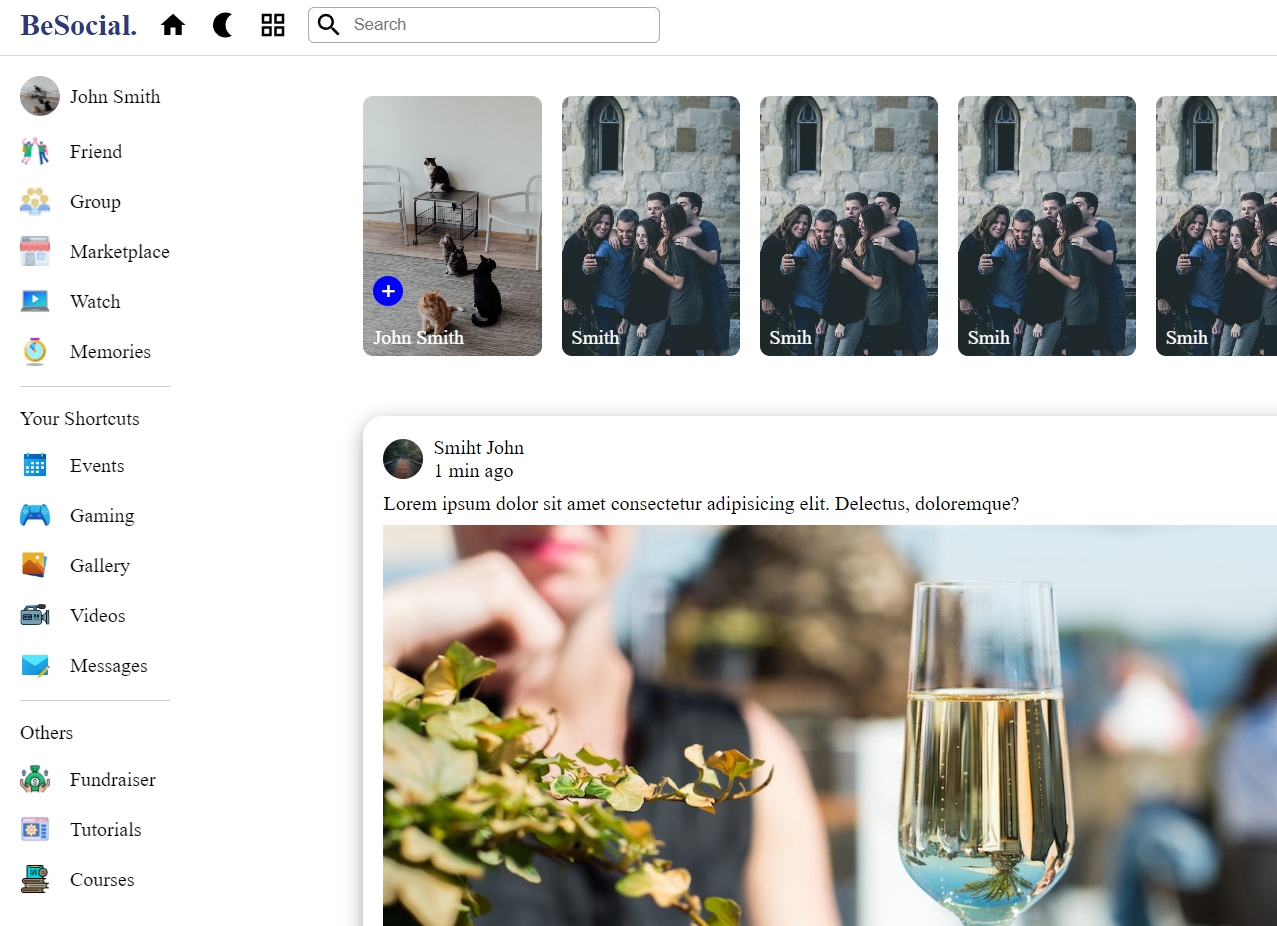 BeSocial.
Search
John Smith
Friend
Group
Marketplace
Watch
Memories
Your Shortcuts
Events
Gaming
Gallery
Videos
Messages
Others
Fundraiser
Tutorials
Courses
John Smith
Smith
Smih
Smih
Smih
Smiht John
1 min ago
Lorem ipsum dolor sit amet consectetur adipisicing elit. Delectus, doloremque?